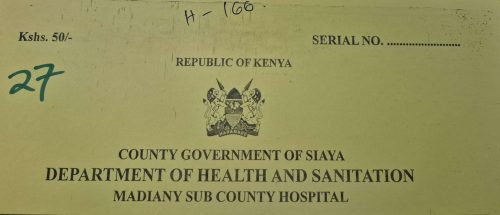 H - 166
Kshs. 50/-
SERIAL NO. ..........................
REPUBLIC OF KENYA
27
HARAMBEE
COUNTY GOVERNMENT OF SIAYA
DEPARTMENT OF HEALTH AND SANITATION
MADIANY SUB COUNTY HOSPITAL